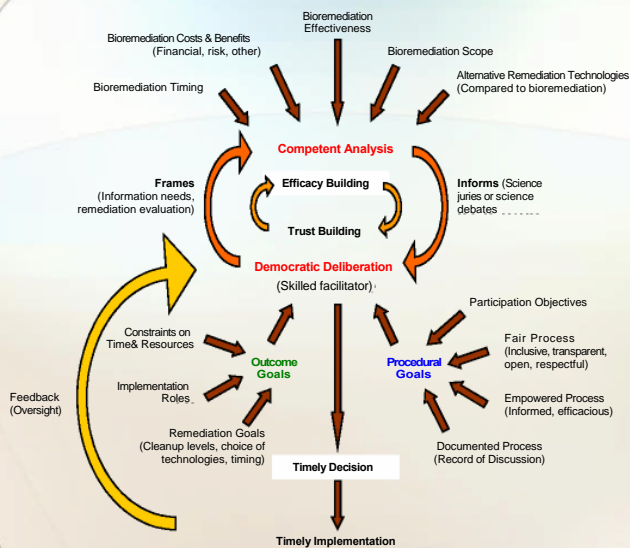 Bioremediation
Effectiveness
Bioremediation Costs & Benefits
(Financial, risk, other)
Bioremediation Scope
Bioremediation Timing
Alternative Remediation Technologies
(Compared to bioremediation)
Competent Analysis
Frames
(Information needs,
remediation evaluation)
Efficacy Building
Informs (Science
juries or science
debates
Trust Building
Democratic Deliberation
(Skilled facilitator)
Participation Objectives
Constraints on
Time& Resources
Fair Process
(Inclusive, transparent,
open, respectful)
Outcome
Goals
Procedural
Goals
Feedback
(Oversight)
Implementation
Roles
Empowered Process
(Informed, efficacious)
Remediation Goals
(Cleanup levels, choice of
technologies, timing)
Documented Process
(Record of Discussion)
Timely Decision
Timely Implementation